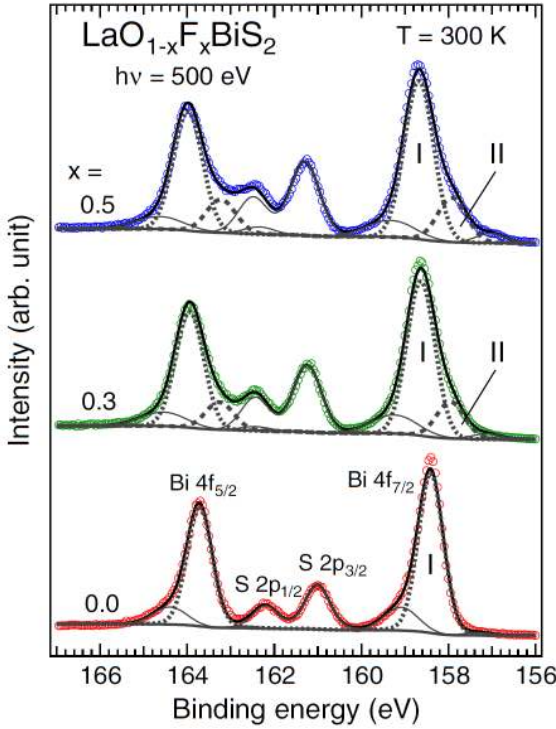 LaO₁₋ₓFₓBiS₂
T = 300 K
hν = 500 eV
x =
0.5
I
II
0.3
I
II
Bi 4f₅/₂
Bi 4f₇/₂
S 2p₃/₂
S 2p₁/₂
I
0.0
166
164
162
160
158
156
Binding energy (eV)
Intensity (arb. unit)